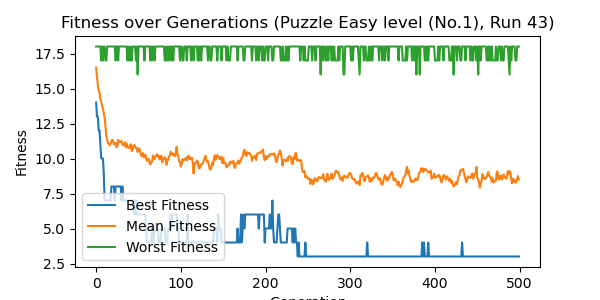 Fitness over Generations (Puzzle Easy level (No.1), Run 43)
Fitness
17.5
15.0
12.5
10.0
7.5
5.0
2.5
Best Fitness
Mean Fitness
Worst Fitness
0 100 200 300 400 500
Generation